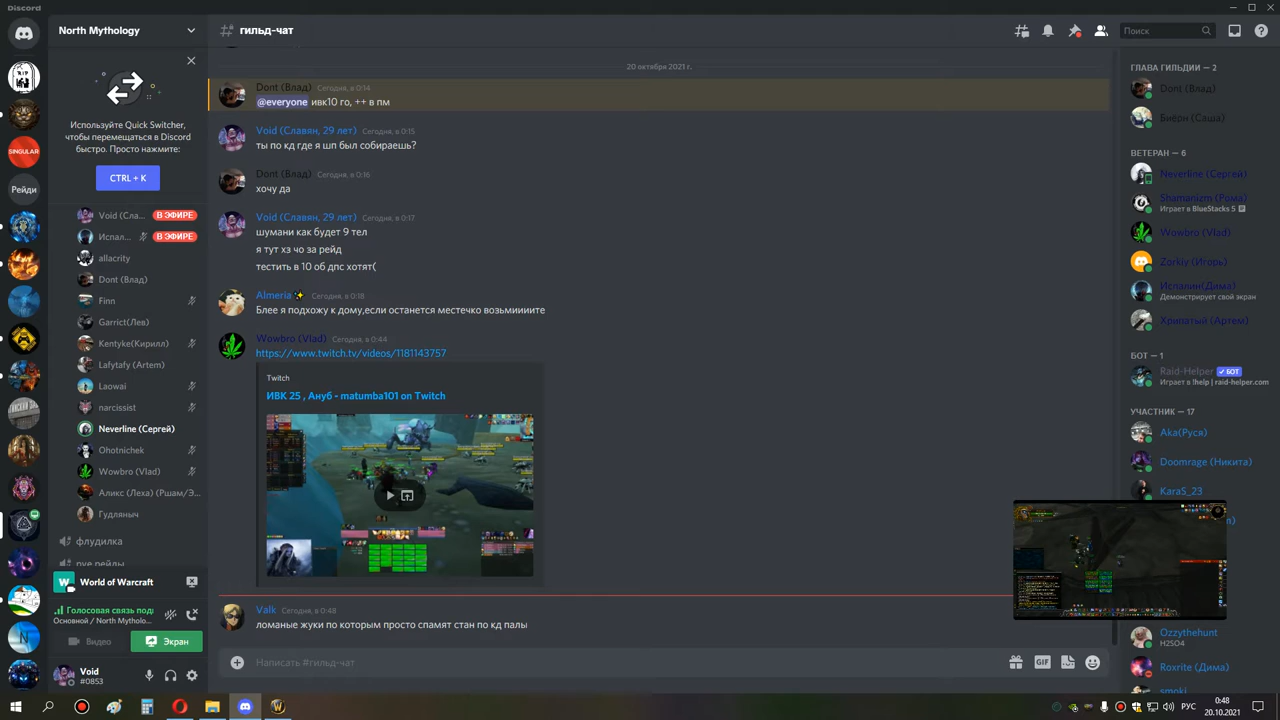 Discord
North Mythology
Используйте Quick Switcher,
чтобы перемещаться в Discord
быстро. Просто нажмите:
CTRL + K
Void (Сла...
В ЭФИРЕ
Испал...
В ЭФИРЕ
allacrity
Dont (Влад)
Finn
Garrict(Лев)
Kentyke(Кирилл)
Lafytafy (Artem)
Laowai
narcissist
Neverline (Сергей)
Ohotnichek
Wowbro (Vlad)
Аликс (Леха) (Ршам/Э...
Гудляныч
флудилка
World of Warcraft
Голосовая связь под
Основной / North Mytholo...
Видео
Экран
Void
#0853
гильд-чат
Поиск
20 октября 2021 г.
Dont (Влад) Сегодня, в 0:14
@everyone ивк10 го, ++ в пм
Void (Славян, 29 лет) Сегодня, в 0:15
ты по кд где я шп был собираешь?
Dont (Влад) Сегодня, в 0:16
хочу да
Void (Славян, 29 лет) Сегодня, в 0:17
шумани как будет 9 тел
я тут хз чо за рейд
тестить в 10 об дпс хотят(
Almeria Сегодня, в 0:18
Блее я подхожу к дому,если останется местечко возьмииите
Wowbro (Vlad) Сегодня, в 0:44
https://www.twitch.tv/videos/1181143757
Twitch
ИВК 25 , Ануб - matumba101 on Twitch
Valk Сегодня, в 0:48
ломаные жуки по которым просто спамят стан по кд палы
Написать #гильд-чат
GIF
ГЛАВА ГИЛЬДИИ — 2
Dont (Влад)
Биёрн (Саша)
ВЕТЕРАН — 6
Neverline (Сергей)
Shamanizm (Рома)
Играет в BlueStacks 5
Wowbro (Vlad)
Zorkiy (Игорь)
Испалин(Дима)
Демонстрирует свой экран
Хрипатый (Артем)
БОТ — 1
Raid-Helper
БОТ
Играет в !help | raid-helper.com
УЧАСТНИК — 17
Aka(Руся)
Doomrage (Никита)
KaraS_23
Ozzythehunt
H2SO4
Roxrite (Дима)
smoki
SINGULAR
Рейди
РУС
0:48
20.10.2021